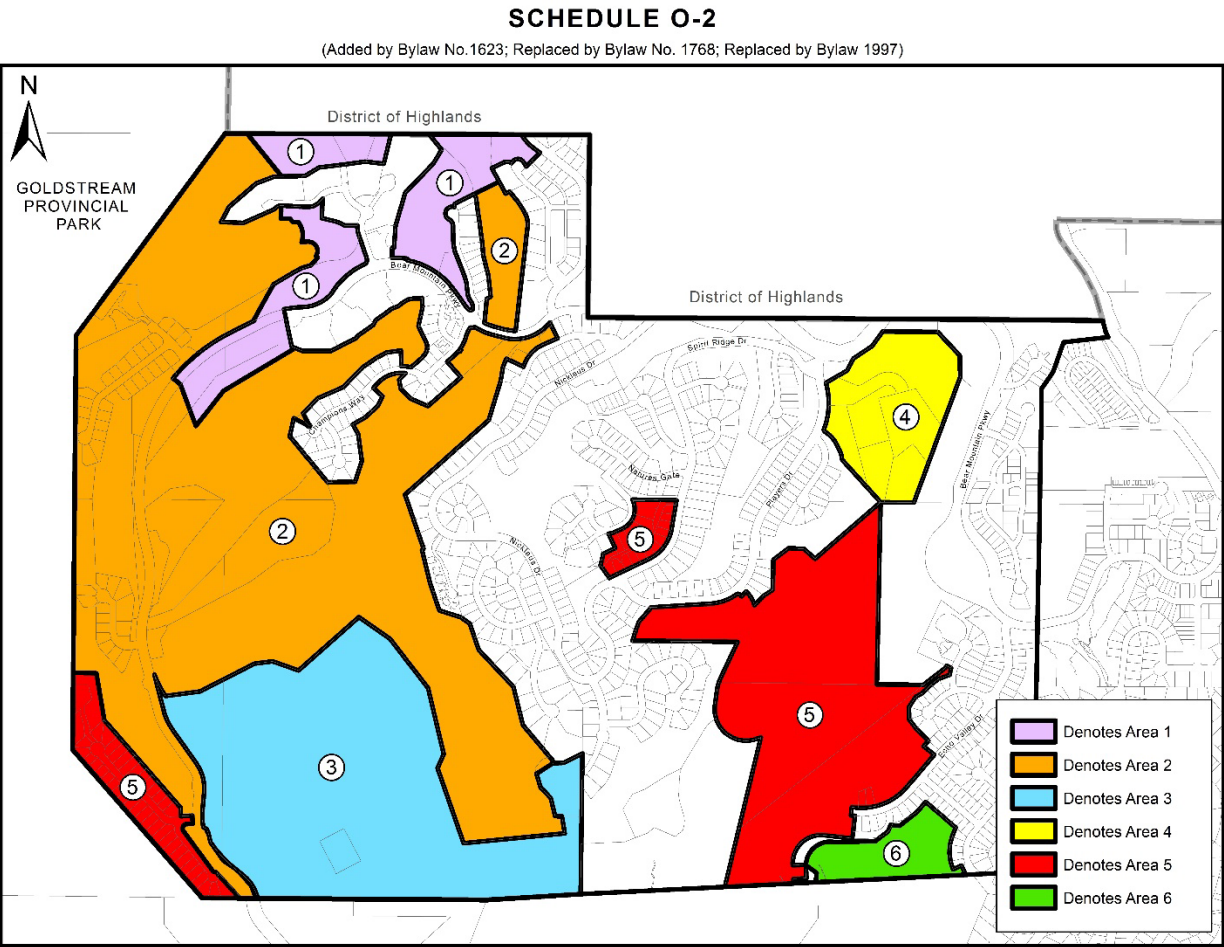 SCHEDULE O-2
(Added by Bylaw No.1623; Replaced by Bylaw No. 1768; Replaced by Bylaw 1997)
N
District of Highlands
GOLDSTREAM
PROVINCIAL
PARK
1
1
2
Bear Mountain Pkwy
1
District of Highlands
Spirit Ridge Dr
Nicklaus Dr
Champions Way
4
Bear Mountain Pkwy
Natures Gate
Players Dr
2
5
Nicklaus Dr
5
Echo Valley Dr
3
5
6
Denotes Area 1
Denotes Area 2
Denotes Area 3
Denotes Area 4
Denotes Area 5
Denotes Area 6